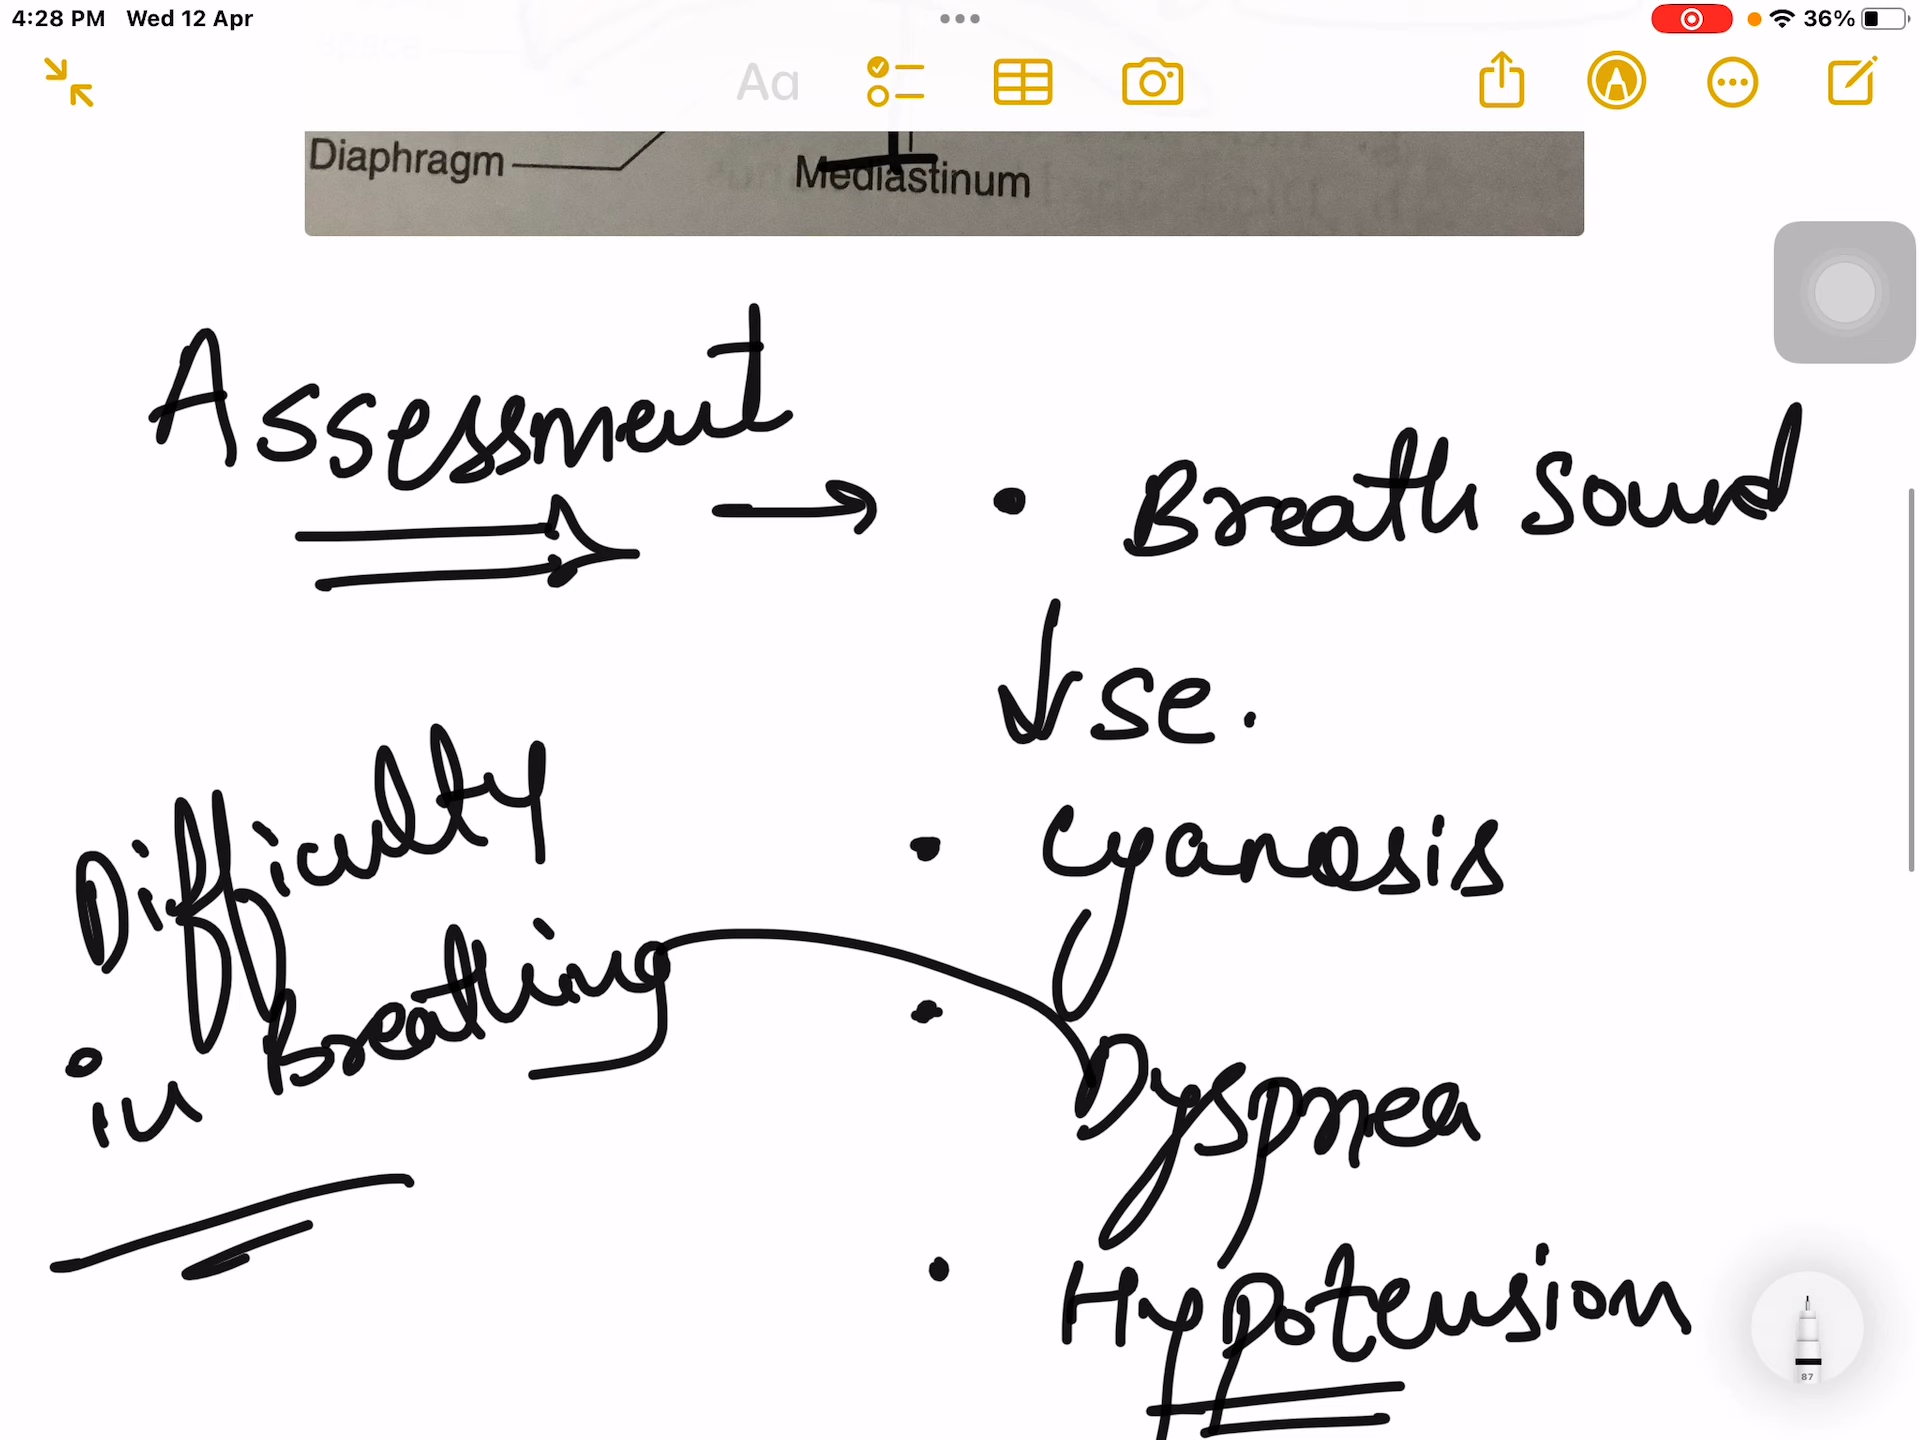 4:28 PM Wed 12 Apr
36%
Aa
Diaphragm
Mediastinum
Assessment
→ • Breath Sound
↓se.
• Cyanosis
Difficulty
in Breathing
• Dyspnea
• Hypotension
87